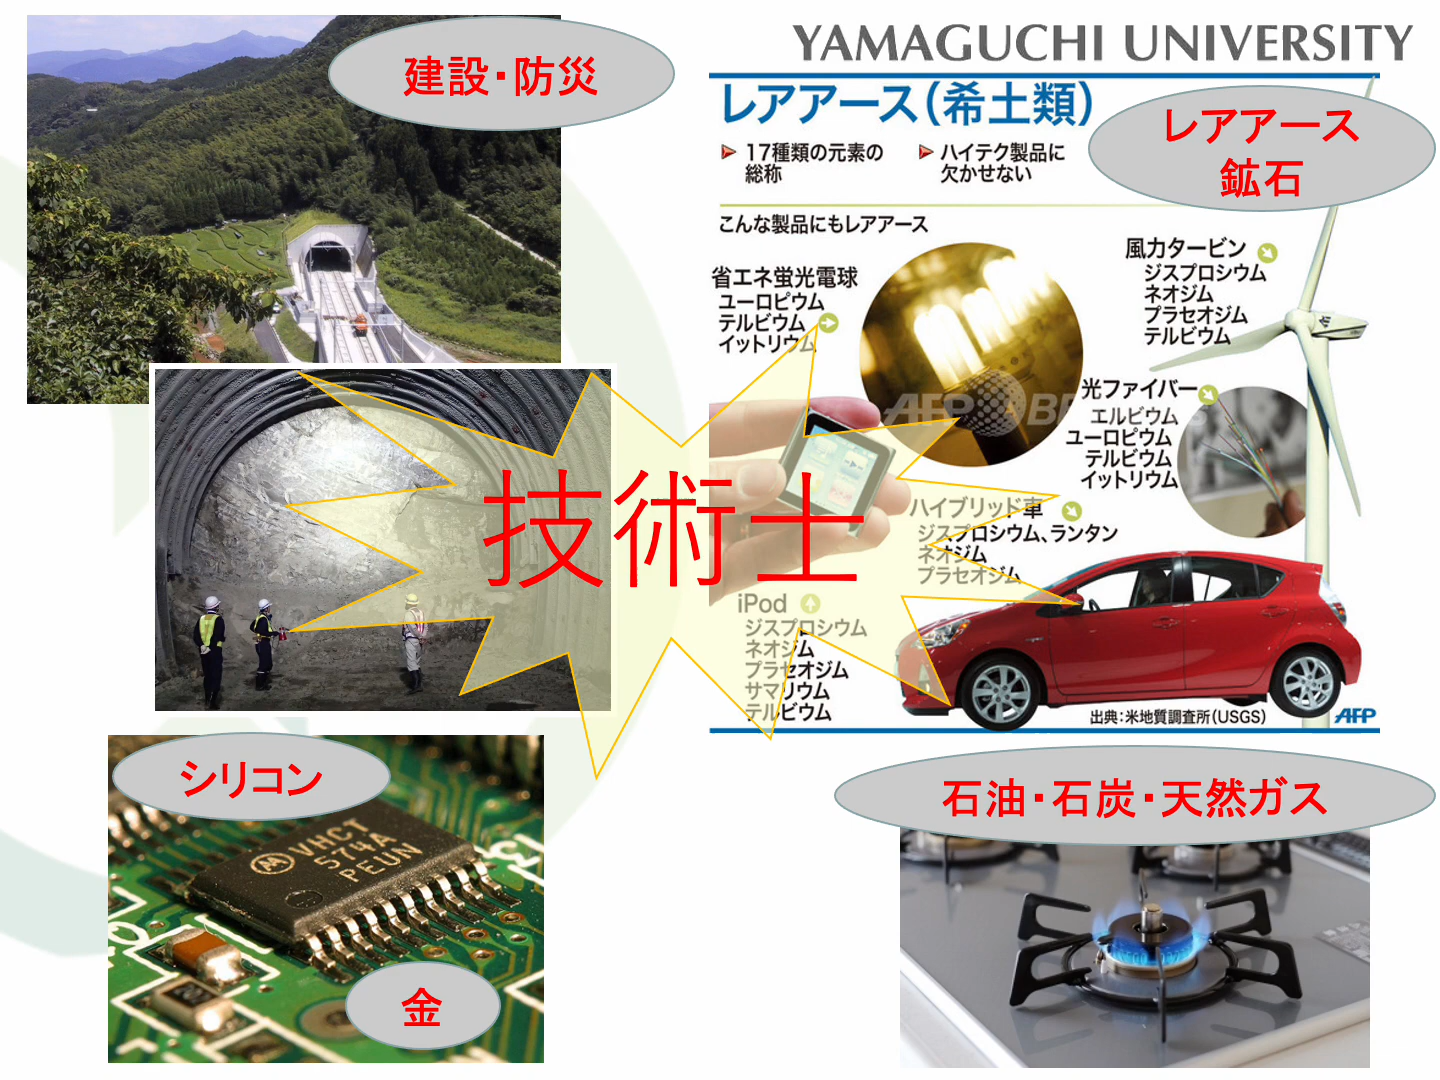 建設・防災
YAMAGUCHI UNIVERSITY
レアアース(希土類)
レアアース
鉱石
17種類の元素の
総称
ハイテク製品に
欠かせない
こんな製品にもレアアース
省エネ蛍光電球
ユーロピウム
テルビウム
イットリウム
風力タービン
ジスプロシウム
ネオジム
プラセオジム
テルビウム
光ファイバー
エルビウム
ユーロピウム
テルビウム
イットリウム
AFP
技術士
ハイブリッド車
ジスプロシウム、ランタン
ネオジム
プラセオジム
iPod
ジスプロシウム
ネオジム
プラセオジム
サマリウム
テルビウム
出典:米地質調査所(USGS)
AFP
シリコン
VHCT
574A
PEUN
金
石油・石炭・天然ガス